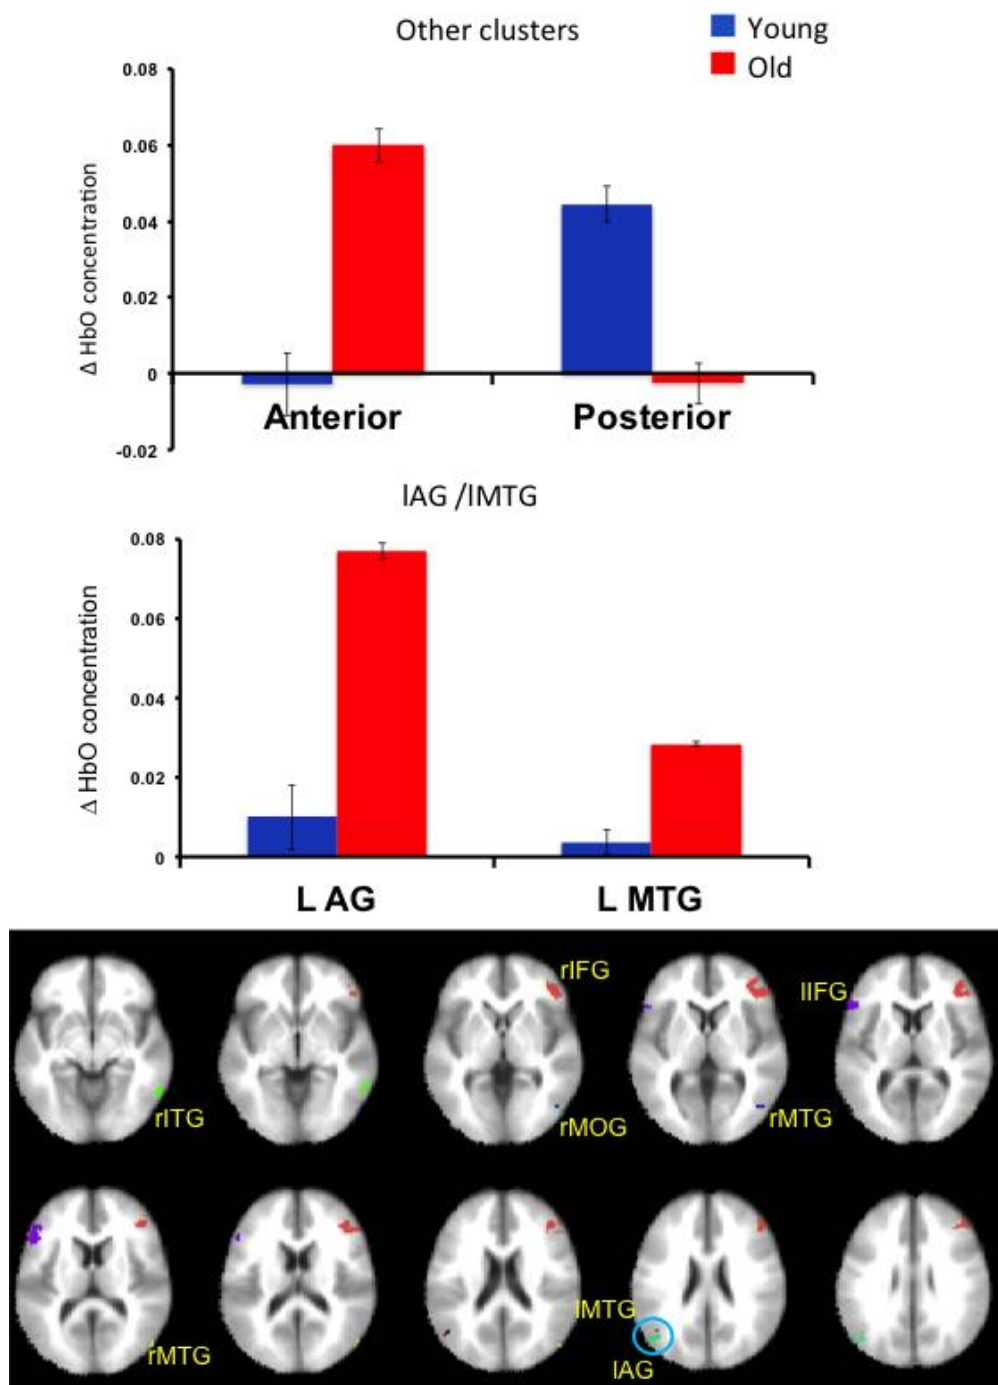 Other clusters
Young
Old
0.08
0.06
0.04
0.02
0
-0.02
Δ HbO concentration
Anterior
Posterior
lAG /lMTG
0.08
0.06
0.04
0.02
0
Δ HbO concentration
L AG
L MTG
rIFG
lIFG
rITG
rMOG
rMTG
lMTG
rMTG
lAG